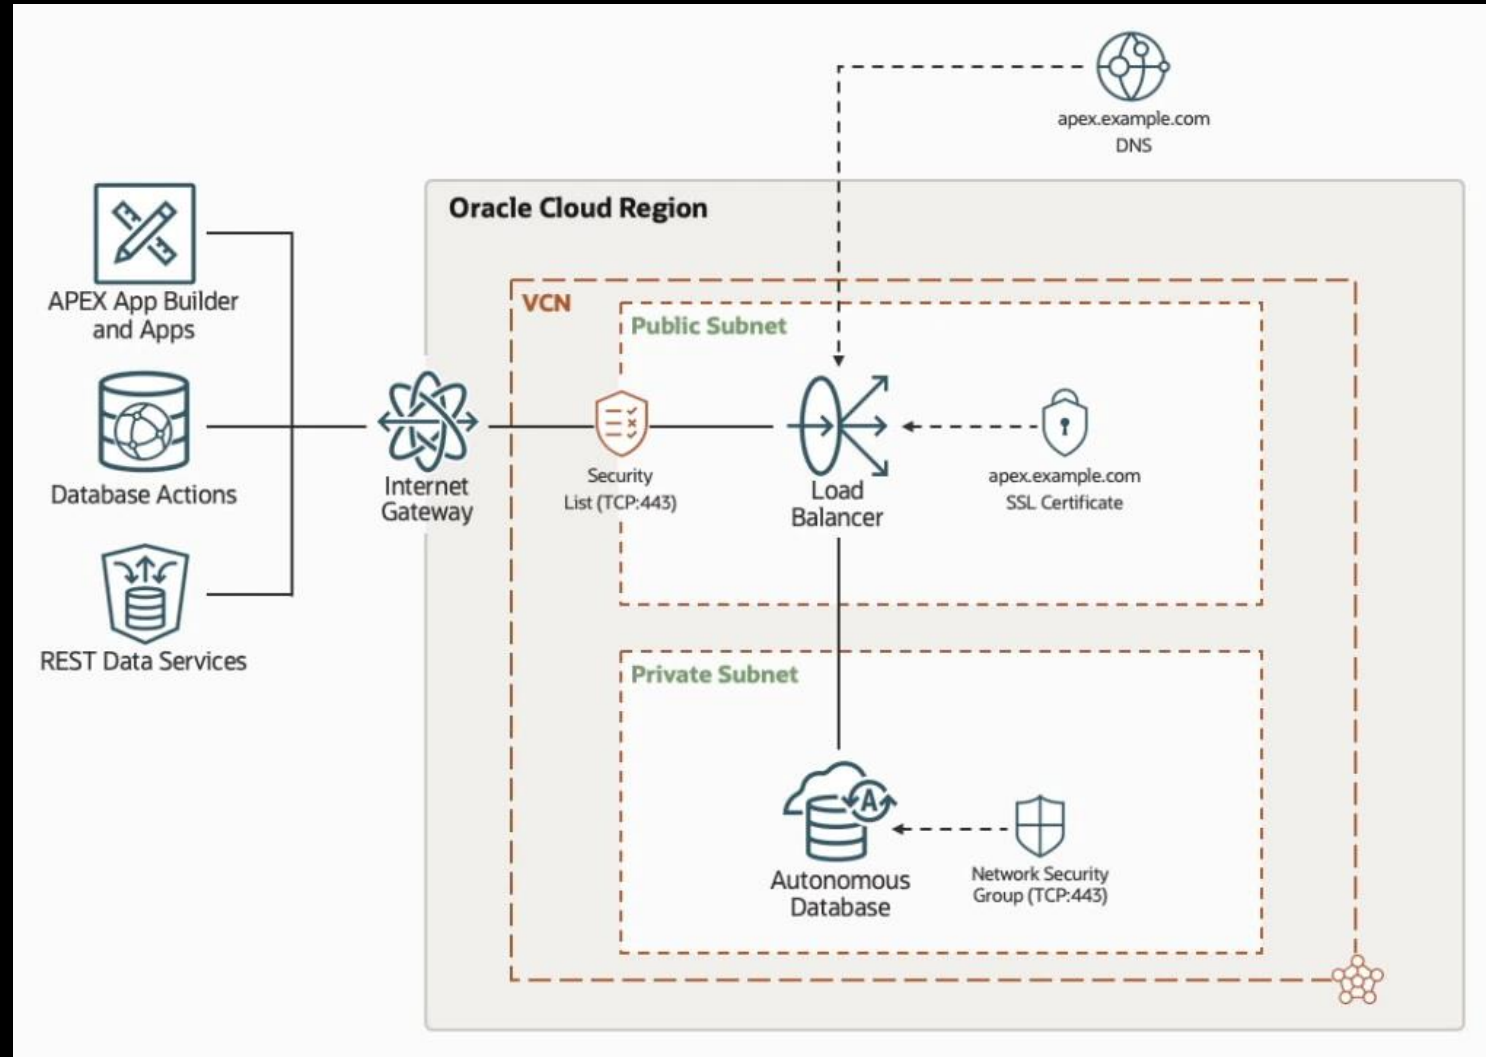 apex.example.com
DNS
Oracle Cloud Region
APEX App Builder
and Apps
VCN
Public Subnet
Database Actions
Internet
Gateway
Security
List (TCP:443)
Load
Balancer
apex.example.com
SSL Certificate
REST Data Services
Private Subnet
A
Autonomous
Database
Network Security
Group (TCP:443)